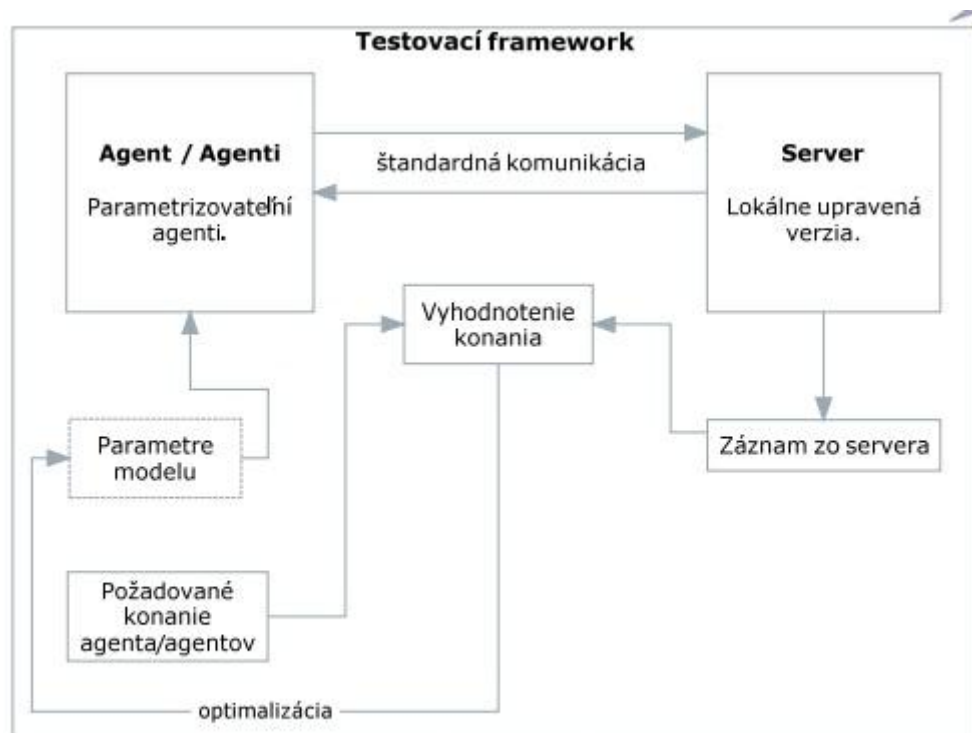 Testovací framework
Agent / Agenti
Parametrizovateľní
agenti.
štandardná komunikácia
Server
Lokálne upravená
verzia.
Vyhodnotenie
konania
Parametre
modelu
Záznam zo servera
Požadované
konanie
agenta/agentov
optimalizácia